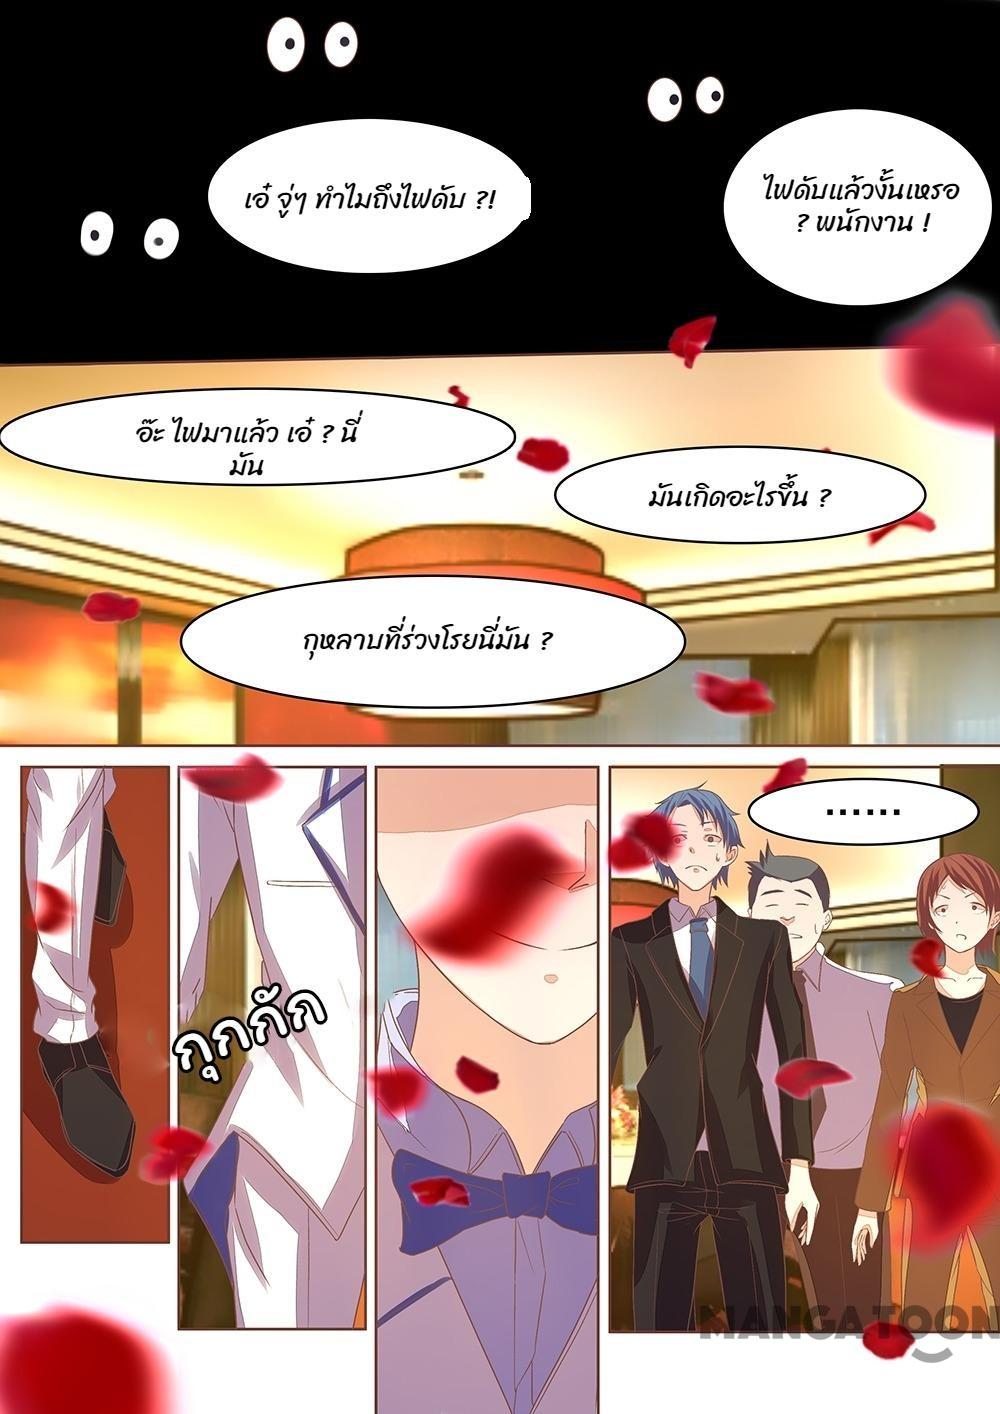 เอ๋ จู่ๆ ทำไมถึงไฟดับ ?!
ไฟดับแล้วงั้นเหรอ
? พนักงาน !
อ๊ะ ไฟมาแล้ว เอ๋ ? นี่
มัน
มันเกิดอะไรขึ้น ?
กุหลาบที่ร่วงโรยนี่มัน ?
......
กุกกัก
MANGATOON